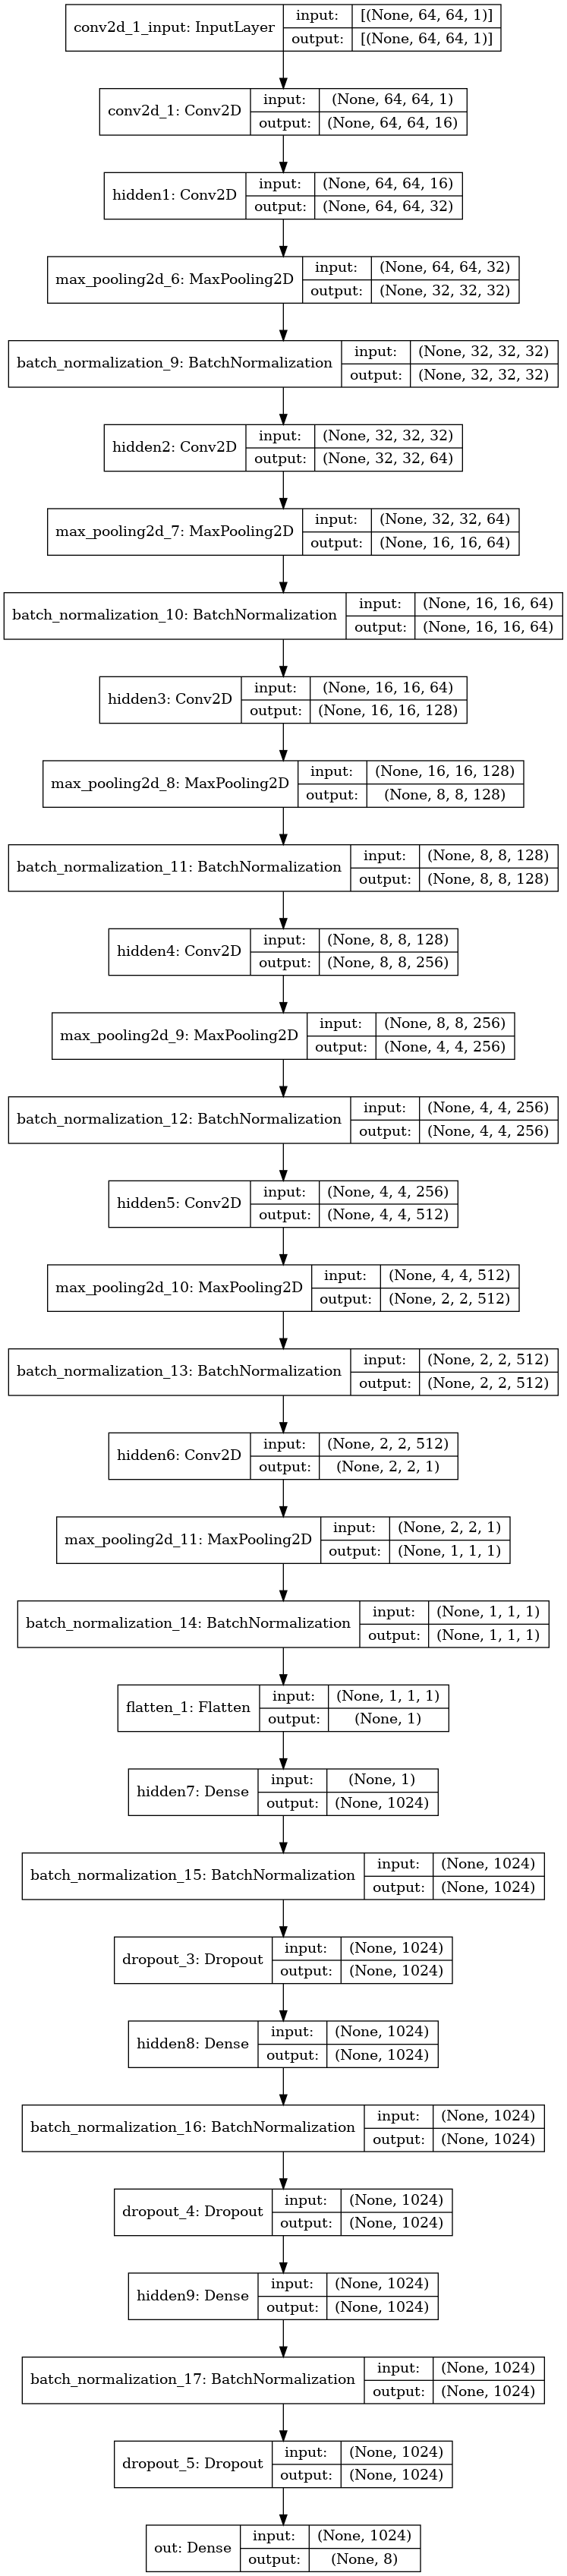 conv2d_1_input: InputLayer
input: [(None, 64, 64, 1)]
output: [(None, 64, 64, 1)]
conv2d_1: Conv2D
input: (None, 64, 64, 1)
output: (None, 64, 64, 16)
hidden1: Conv2D
input: (None, 64, 64, 16)
output: (None, 64, 64, 32)
max_pooling2d_6: MaxPooling2D
input: (None, 64, 64, 32)
output: (None, 32, 32, 32)
batch_normalization_9: BatchNormalization
input: (None, 32, 32, 32)
output: (None, 32, 32, 32)
hidden2: Conv2D
input: (None, 32, 32, 32)
output: (None, 32, 32, 64)
max_pooling2d_7: MaxPooling2D
input: (None, 32, 32, 64)
output: (None, 16, 16, 64)
batch_normalization_10: BatchNormalization
input: (None, 16, 16, 64)
output: (None, 16, 16, 64)
hidden3: Conv2D
input: (None, 16, 16, 64)
output: (None, 16, 16, 128)
max_pooling2d_8: MaxPooling2D
input: (None, 16, 16, 128)
output: (None, 8, 8, 128)
batch_normalization_11: BatchNormalization
input: (None, 8, 8, 128)
output: (None, 8, 8, 128)
hidden4: Conv2D
input: (None, 8, 8, 128)
output: (None, 8, 8, 256)
max_pooling2d_9: MaxPooling2D
input: (None, 8, 8, 256)
output: (None, 4, 4, 256)
batch_normalization_12: BatchNormalization
input: (None, 4, 4, 256)
output: (None, 4, 4, 256)
hidden5: Conv2D
input: (None, 4, 4, 256)
output: (None, 4, 4, 512)
max_pooling2d_10: MaxPooling2D
input: (None, 4, 4, 512)
output: (None, 2, 2, 512)
batch_normalization_13: BatchNormalization
input: (None, 2, 2, 512)
output: (None, 2, 2, 512)
hidden6: Conv2D
input: (None, 2, 2, 512)
output: (None, 2, 2, 1)
max_pooling2d_11: MaxPooling2D
input: (None, 2, 2, 1)
output: (None, 1, 1, 1)
batch_normalization_14: BatchNormalization
input: (None, 1, 1, 1)
output: (None, 1, 1, 1)
flatten_1: Flatten
input: (None, 1, 1, 1)
output: (None, 1)
hidden7: Dense
input: (None, 1)
output: (None, 1024)
batch_normalization_15: BatchNormalization
input: (None, 1024)
output: (None, 1024)
dropout_3: Dropout
input: (None, 1024)
output: (None, 1024)
hidden8: Dense
input: (None, 1024)
output: (None, 1024)
batch_normalization_16: BatchNormalization
input: (None, 1024)
output: (None, 1024)
dropout_4: Dropout
input: (None, 1024)
output: (None, 1024)
hidden9: Dense
input: (None, 1024)
output: (None, 1024)
batch_normalization_17: BatchNormalization
input: (None, 1024)
output: (None, 1024)
dropout_5: Dropout
input: (None, 1024)
output: (None, 1024)
out: Dense
input: (None, 1024)
output: (None, 8)